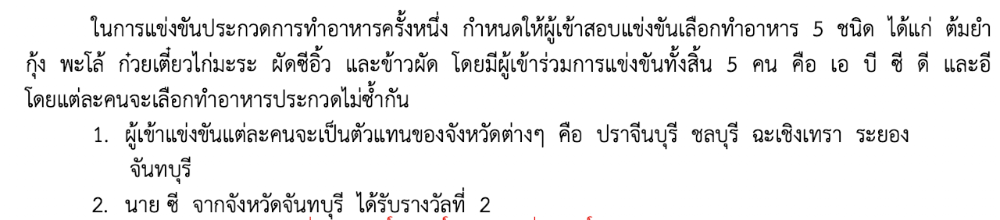 ในการแข่งขันประกวดการทำอาหารครั้งหนึ่ง กำหนดให้ผู้เข้าสอบแข่งขันเลือกทำอาหาร 5 ชนิด ได้แก่ ต้มยำ
กุ้ง พะโล้ ก๋วยเตี๋ยวไก่มะระ ผัดซีอิ้ว และข้าวผัด โดยมีผู้เข้าร่วมการแข่งขันทั้งสิ้น 5 คน คือ เอ บี ซี ดี และอี
โดยแต่ละคนจะเลือกทำอาหารประกวดไม่ซ้ำกัน
1. ผู้เข้าแข่งขันแต่ละคนจะเป็นตัวแทนของจังหวัดต่างๆ คือ ปราจีนบุรี ชลบุรี ฉะเชิงเทรา ระยอง
จันทบุรี
2. นาย ซี จากจังหวัดจันทบุรี ได้รับรางวัลที่ 2